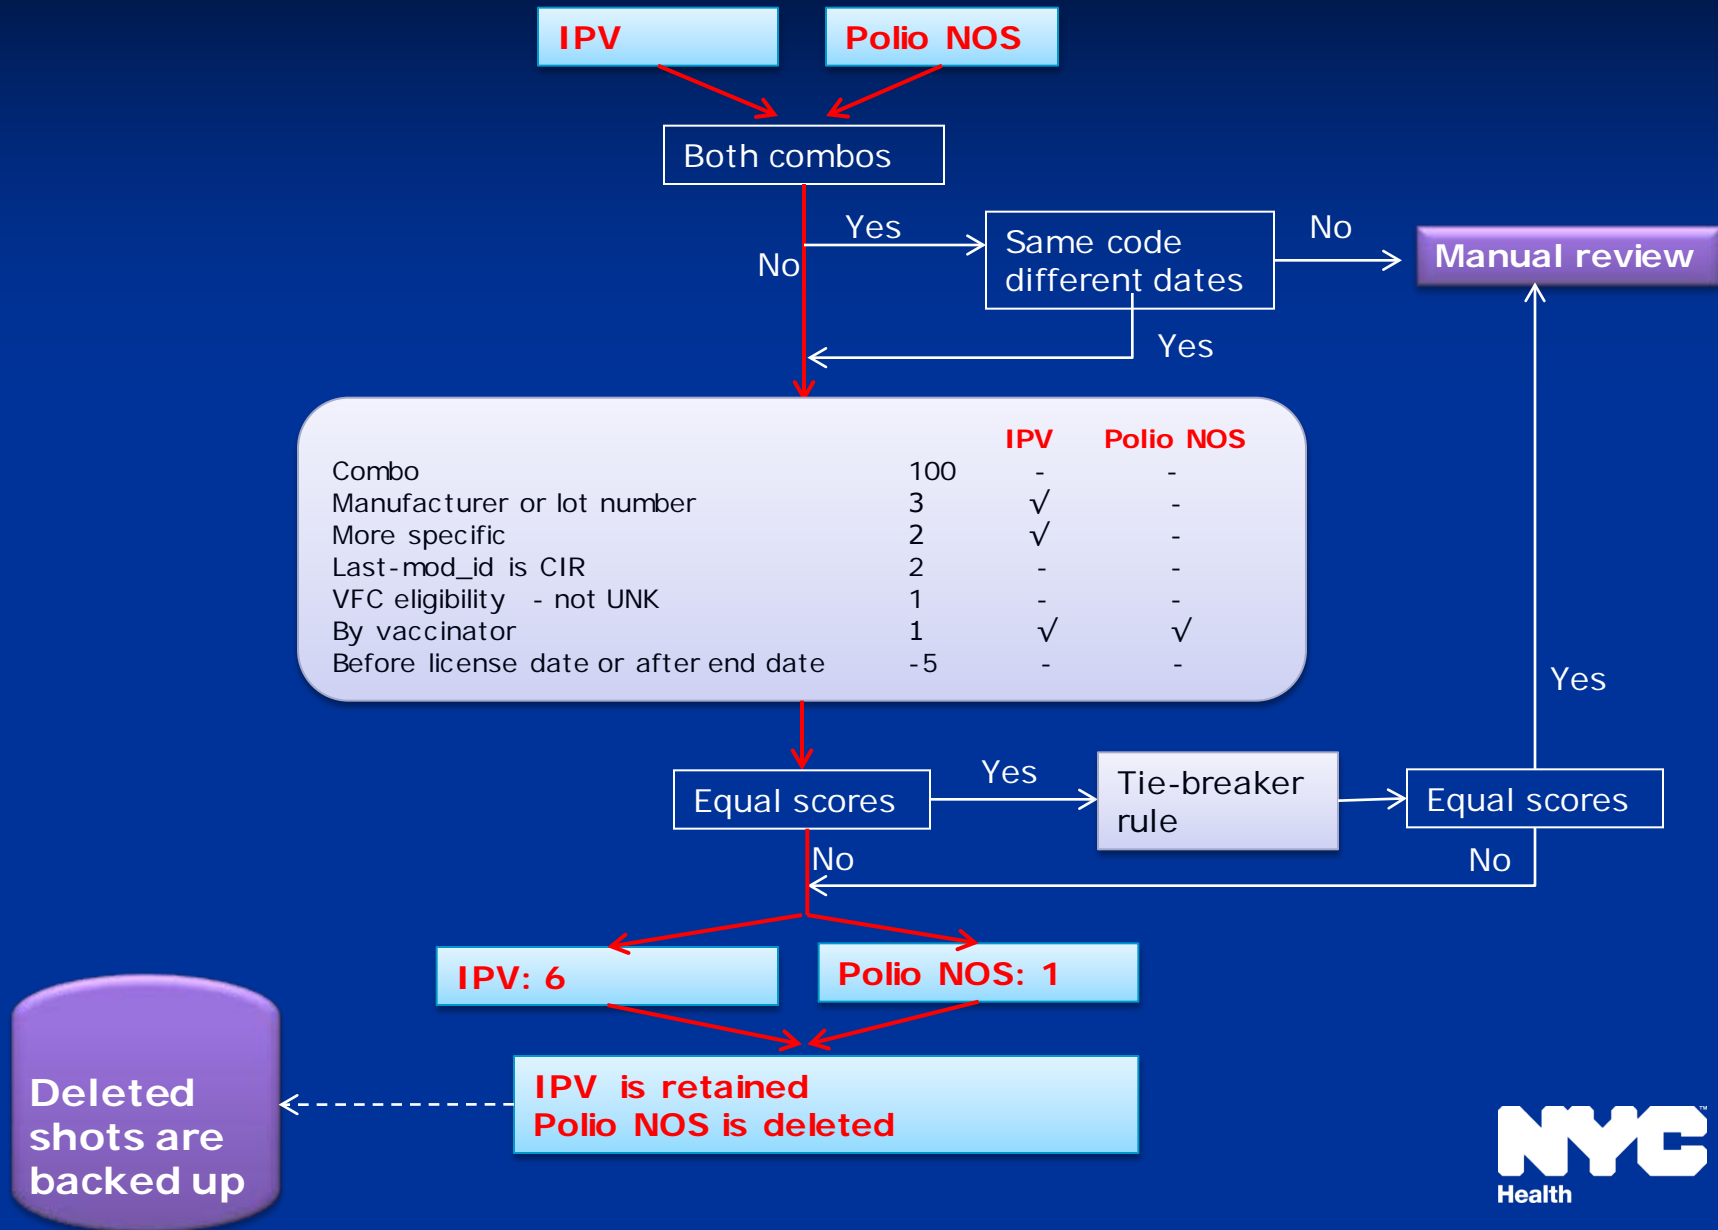 IPV
Polio NOS
Both combos
Yes
No
Same code
different dates
No
Manual review
Yes
IPV Polio NOS
Combo 100 - -
Manufacturer or lot number 3 √ -
More specific 2 √ -
Last-mod_id is CIR 2 - -
VFC eligibility - not UNK 1 - -
By vaccinator 1 √ √
Before license date or after end date -5 - -
Yes
Equal scores
Yes
Tie-breaker
rule
Equal scores
No
No
IPV: 6
Polio NOS: 1
IPV is retained
Polio NOS is deleted
Deleted
shots are
backed up
NYC™
Health